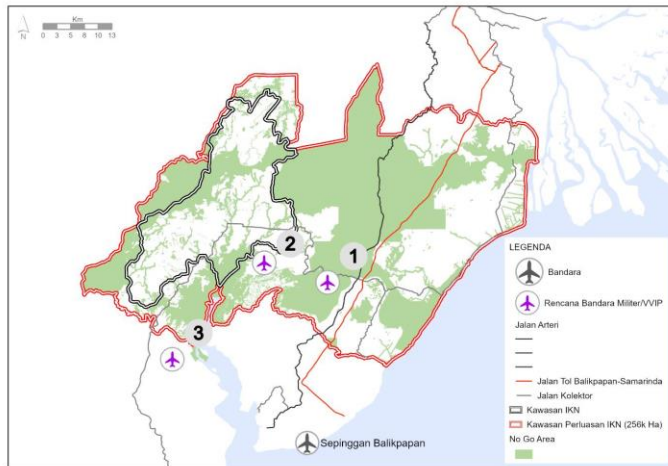 Km
0 3 5 8 10 13
N
2
1
3
Sepinggan Balikpapan
LEGENDA
Bandara
Rencana Bandara Militer/VVIP
Jalan Arteri
Jalan Tol Balikpapan-Samarinda
Jalan Kolektor
Kawasan IKN
Kawasan Perluasan IKN (256k Ha)
No Go Area